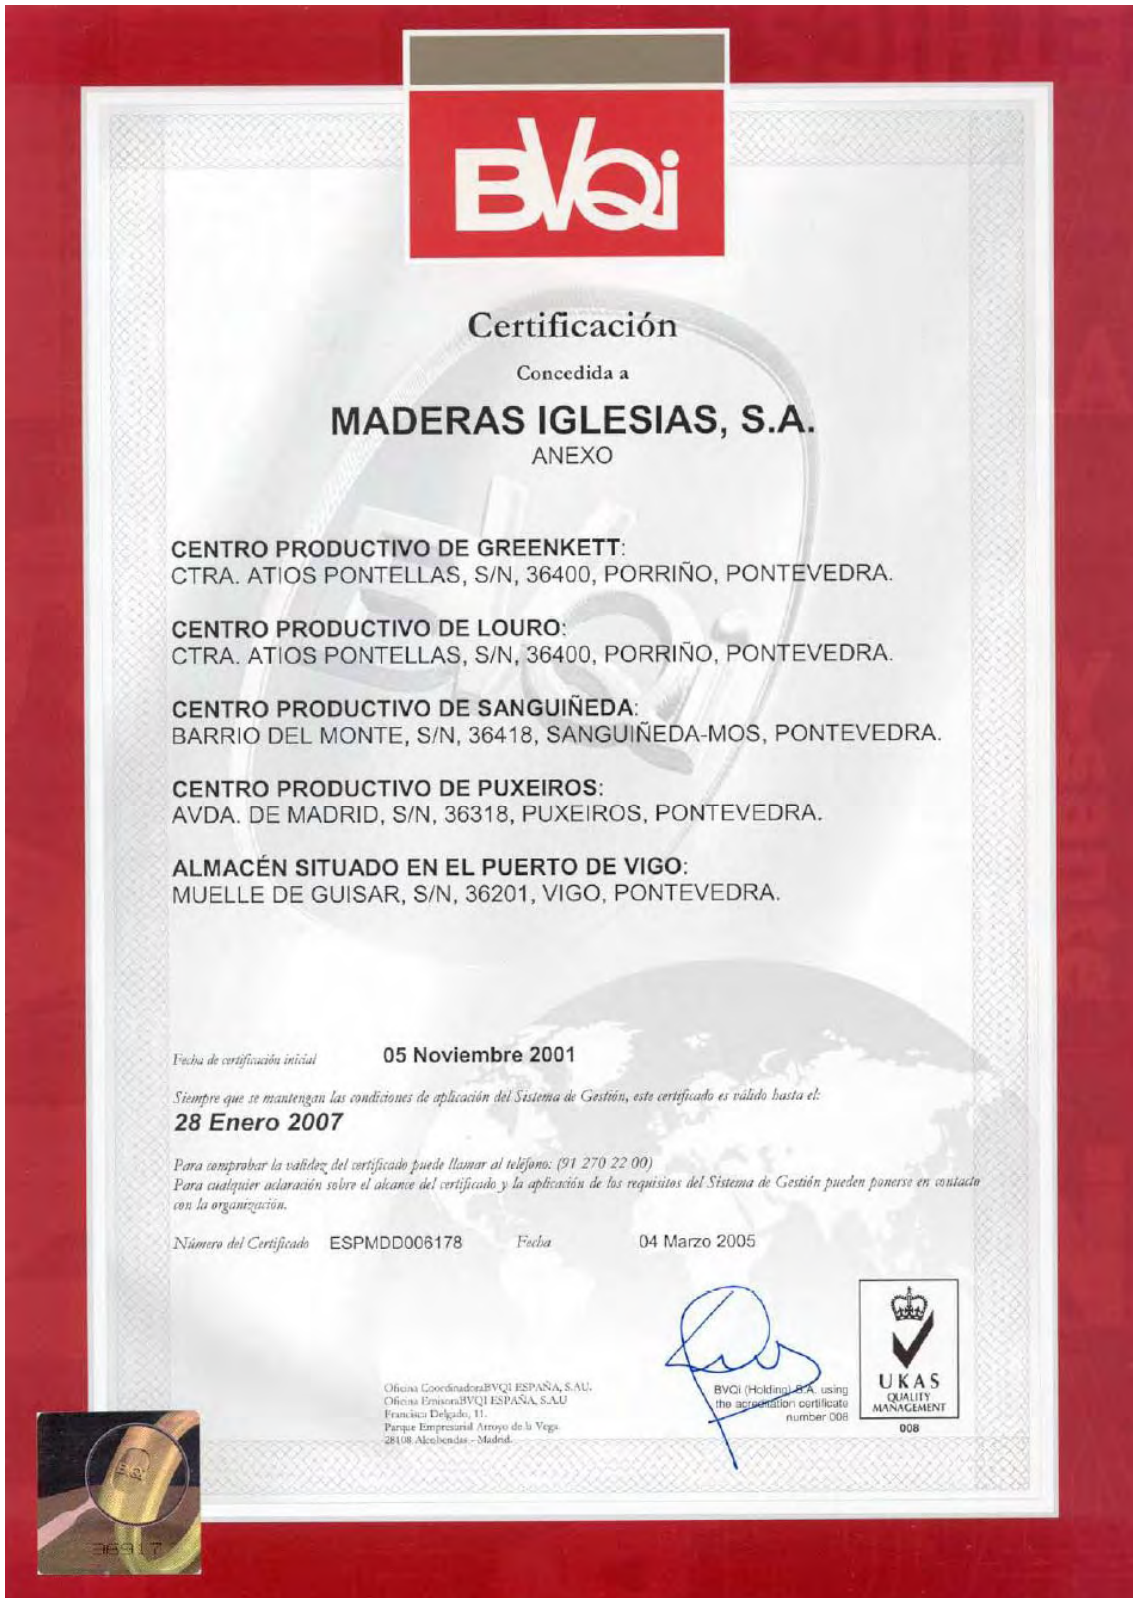 BVQi
Certificación
Concedida a
MADERAS IGLESIAS, S.A.
ANEXO
CENTRO PRODUCTIVO DE GREENKETT:
CTRA. ATIOS PONTELLAS, S/N, 36400, PORRIÑO, PONTEVEDRA.
CENTRO PRODUCTIVO DE LOURO:
CTRA. ATIOS PONTELLAS, S/N, 36400, PORRIÑO, PONTEVEDRA.
CENTRO PRODUCTIVO DE SANGUIÑEDA:
BARRIO DEL MONTE, S/N, 36418, SANGUIÑEDA-MOS, PONTEVEDRA.
CENTRO PRODUCTIVO DE PUXEIROS:
AVDA. DE MADRID, S/N, 36318, PUXEIROS, PONTEVEDRA.
ALMACÉN SITUADO EN EL PUERTO DE VIGO:
MUELLE DE GUISAR, S/N, 36201, VIGO, PONTEVEDRA.
Fecha de certificación inicial 05 Noviembre 2001
Siempre que se mantengan las condiciones de aplicación del Sistema de Gestión, este certificado es válido hasta el:
28 Enero 2007
Para comprobar la validez del certificado puede llamar al teléfono: (91 270 22 00)
Para cualquier aclaración sobre el alcance del certificado y la aplicación de los requisitos del Sistema de Gestión pueden ponerse en contacto
con la organización.
Número del Certificado ESPMDD006178 Fecha 04 Marzo 2005
Oficina CoordinadoraBVQI ESPAÑA, S.AU.
Oficina EmisoraBVQI ESPAÑA, S.A.U
Francisca Delgado, 11.
Parque Empresarial Arroyo de la Vega.
28108 Alcobendas - Madrid.
BVQi (Holding) S.A. using
the acreditation certificate
number 008
UKAS
QUALITY
MANAGEMENT
008
36917